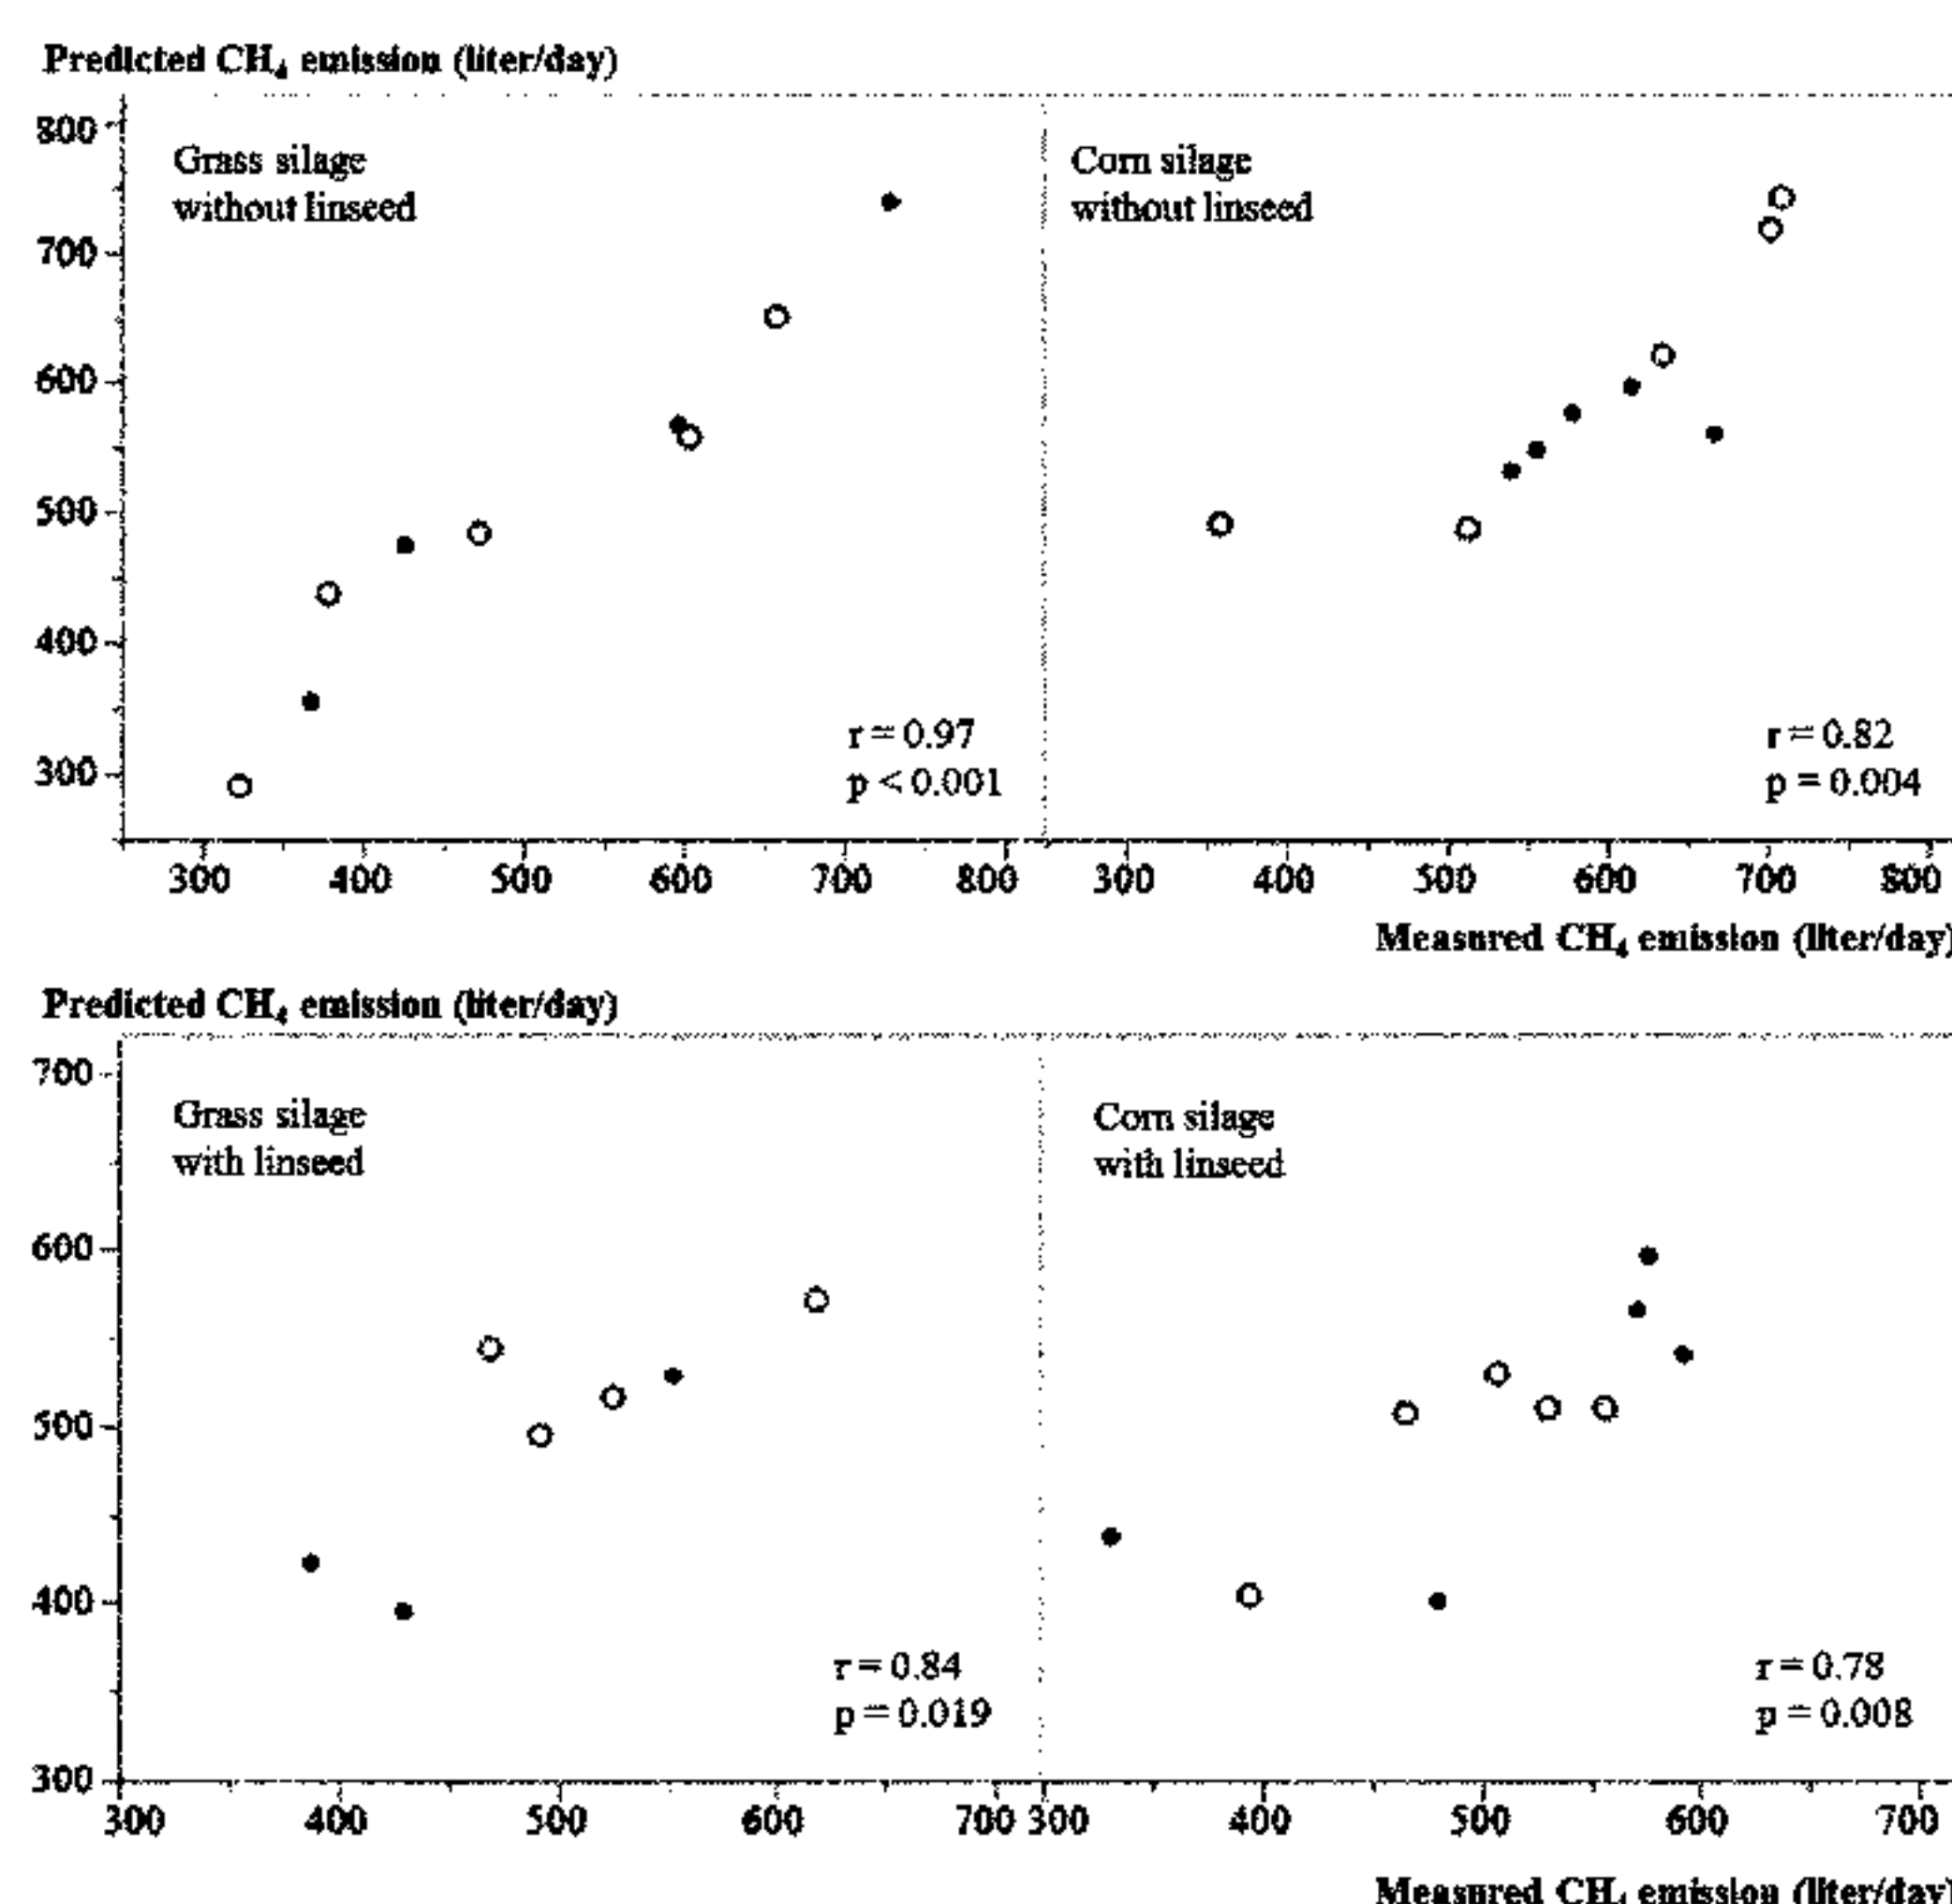 Predicted CH₄ emission (liter/day)
800
700
600
500
400
300
Grass silage
without linseed
r = 0.97
p < 0.001
Corn silage
without linseed
r = 0.82
p = 0.004
300 400 500 600 700 800 300 400 500 600 700 800
Measured CH₄ emission (liter/day)
Predicted CH₄ emission (liter/day)
700
600
500
400
300
Grass silage
with linseed
r = 0.84
p = 0.019
Corn silage
with linseed
r = 0.78
p = 0.008
300 400 500 600 700 300 400 500 600 700
Measured CH₄ emission (liter/day)